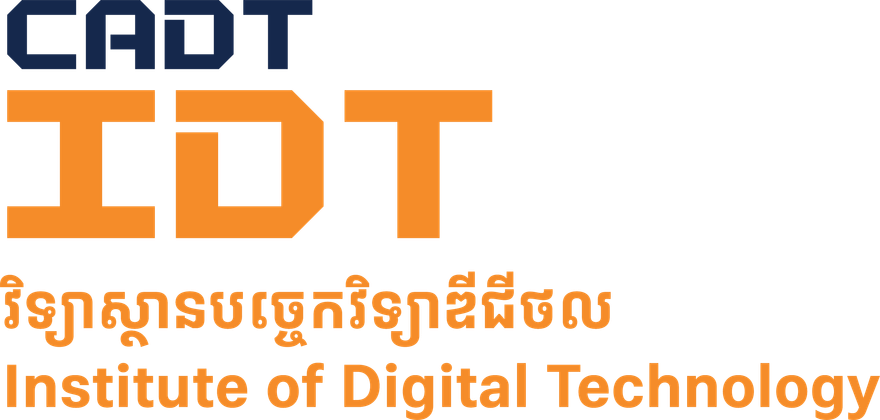 CADT
IDT
វិទ្យាស្ថានបច្ចេកវិទ្យាឌីជីថល
Institute of Digital Technology